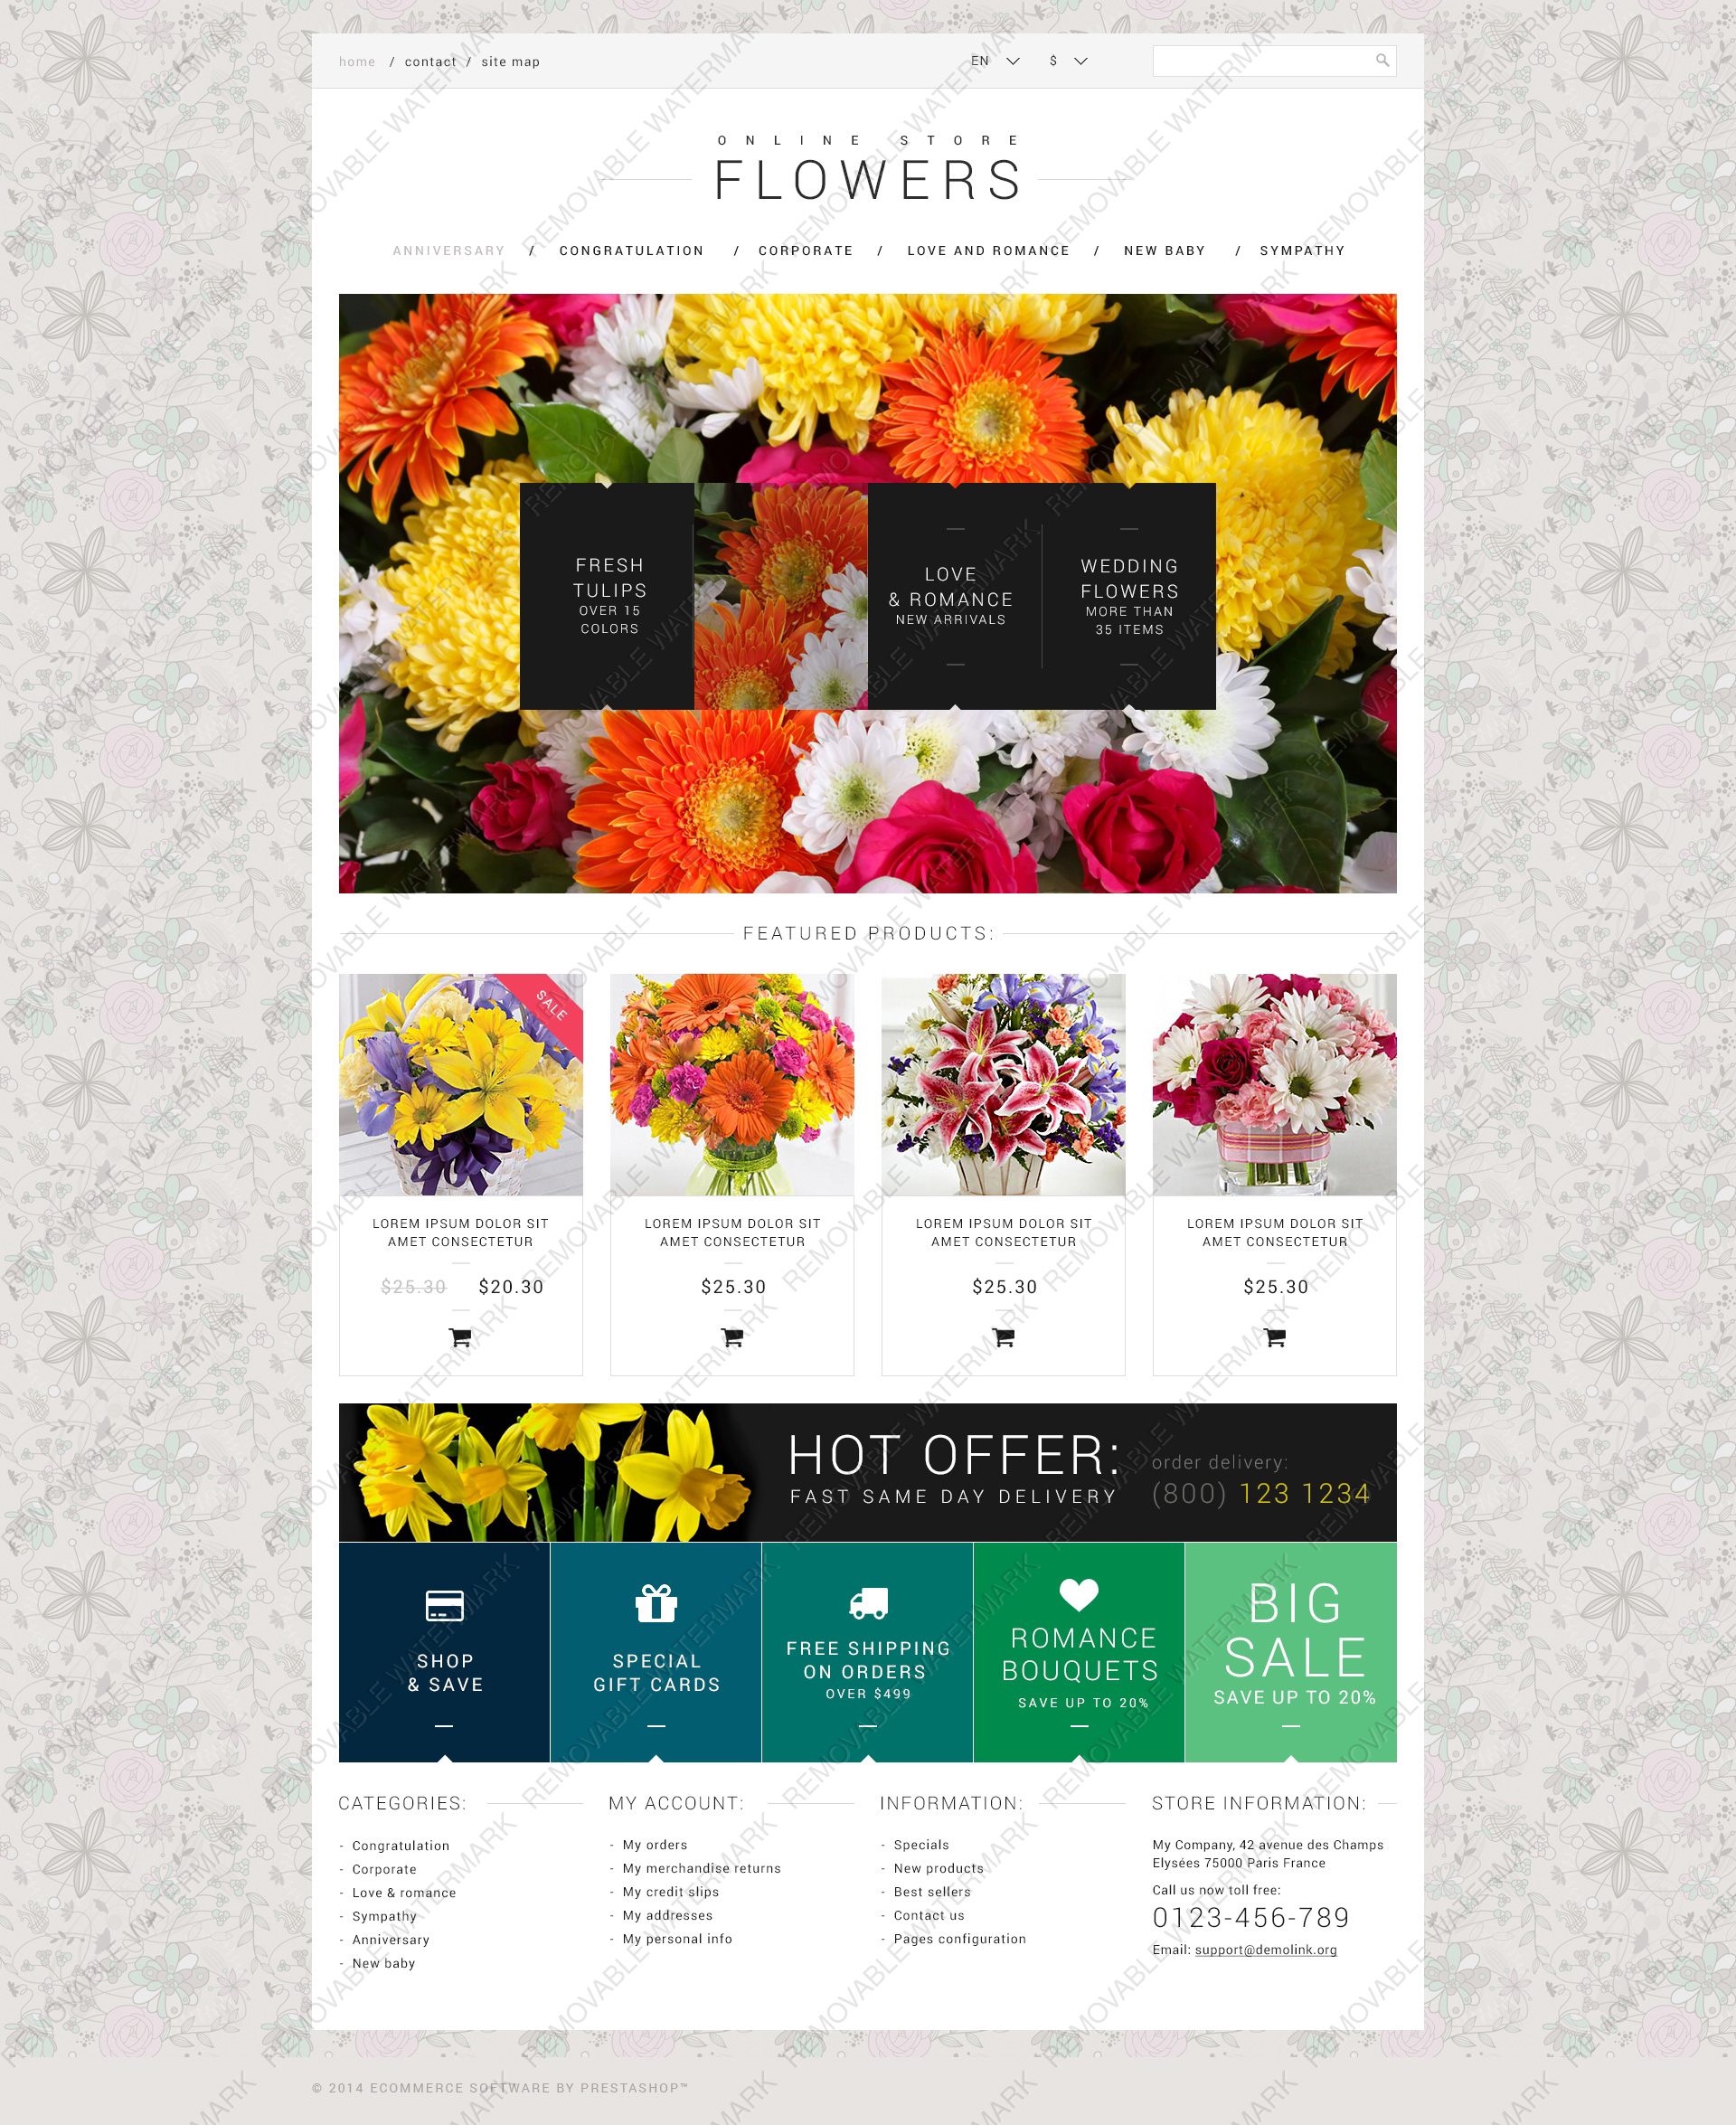 home / contact / site map
EN
$
ONLINE STORE
FLOWERS
ANNIVERSARY / CONGRATULATION / CORPORATE / LOVE AND ROMANCE / NEW BABY / SYMPATHY
FRESH
TULIPS
OVER 15
COLORS
LOVE
& ROMANCE
NEW ARRIVALS
WEDDING
FLOWERS
MORE THAN
35 ITEMS
FEATURED PRODUCTS:
SALE
LOREM IPSUM DOLOR SIT
AMET CONSECTETUR
$25.30 $20.30
LOREM IPSUM DOLOR SIT
AMET CONSECTETUR
$25.30
LOREM IPSUM DOLOR SIT
AMET CONSECTETUR
$25.30
LOREM IPSUM DOLOR SIT
AMET CONSECTETUR
$25.30
HOT OFFER:
FAST SAME DAY DELIVERY
order delivery:
(800) 123 1234
SHOP
& SAVE
SPECIAL
GIFT CARDS
FREE SHIPPING
ON ORDERS
OVER $499
ROMANCE
BOUQUETS
SAVE UP TO 20%
BIG
SALE
SAVE UP TO 20%
CATEGORIES:
- Congratulation
- Corporate
- Love & romance
- Sympathy
- Anniversary
- New baby
MY ACCOUNT:
- My orders
- My merchandise returns
- My credit slips
- My addresses
- My personal info
INFORMATION:
- Specials
- New products
- Best sellers
- Contact us
- Pages configuration
STORE INFORMATION:
My Company, 42 avenue des Champs
Elysées 75000 Paris France
Call us now toll free:
0123-456-789
Email: support@demolink.org
© 2014 ECOMMERCE SOFTWARE BY PRESTASHOP™
REMOVABLE WATERMARK